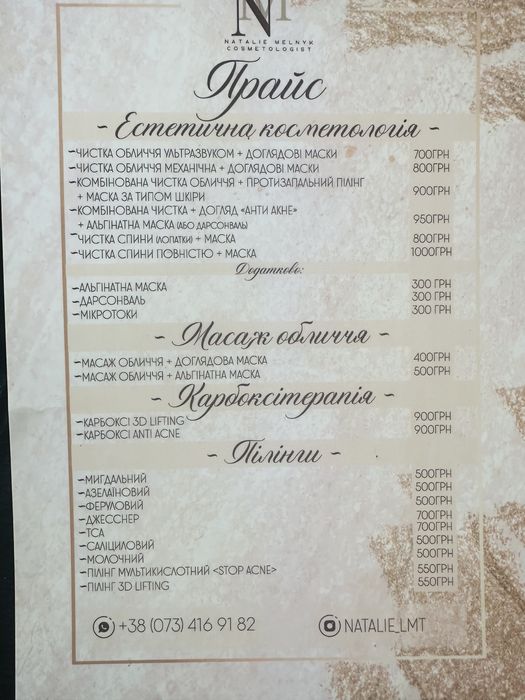 NATALIE MELNYK
COSMETOLOGIST
Прайс
~ Естетична косметологія ~
~ЧИСТКА ОБЛИЧЧЯ УЛЬТРАЗВУКОМ + ДОГЛЯДОВІ МАСКИ 700ГРН
~ЧИСТКА ОБЛИЧЧЯ МЕХАНІЧНА + ДОГЛЯДОВІ МАСКИ 800ГРН
~КОМБІНОВАНА ЧИСТКА ОБЛИЧЧЯ + ПРОТИЗАПАЛЬНИЙ ПІЛІНГ
+ МАСКА ЗА ТИПОМ ШКІРИ 900ГРН
~КОМБІНОВАНА ЧИСТКА + ДОГЛЯД «АНТИ АКНЕ»
+ АЛЬГІНАТНА МАСКА (АБО ДАРСОНВАЛЬ) 950ГРН
~ЧИСТКА СПИНИ (ЛОПАТКИ) + МАСКА 800ГРН
~ЧИСТКА СПИНИ ПОВНІСТЮ + МАСКА 1000ГРН
Додатково:
~АЛЬГІНАТНА МАСКА 300 ГРН
~ДАРСОНВАЛЬ 300 ГРН
~МІКРОТОКИ 300 ГРН
~ Масаж обличчя ~
~МАСАЖ ОБЛИЧЧЯ + ДОГЛЯДОВА МАСКА 400ГРН
~МАСАЖ ОБЛИЧЧЯ + АЛЬГІНАТНА МАСКА 500ГРН
~ Карбоксітерапія ~
~КАРБОКСІ 3D LIFTING 900ГРН
~КАРБОКСІ ANTI ACNE 900ГРН
~ Пілінги ~
~МИГДАЛЬНИЙ 500ГРН
~АЗЕЛАЇНОВИЙ 500ГРН
~ФЕРУЛОВИЙ 500ГРН
~ДЖЕССНЕР 700ГРН
~ТСА 700ГРН
~САЛІЦИЛОВИЙ 500ГРН
~МОЛОЧНИЙ 500ГРН
~ПІЛІНГ МУЛЬТИКИСЛОТНИЙ <STOP ACNE> 550ГРН
~ПІЛІНГ 3D LIFTING 550ГРН
+38 (073) 416 91 82 NATALIE_LMT